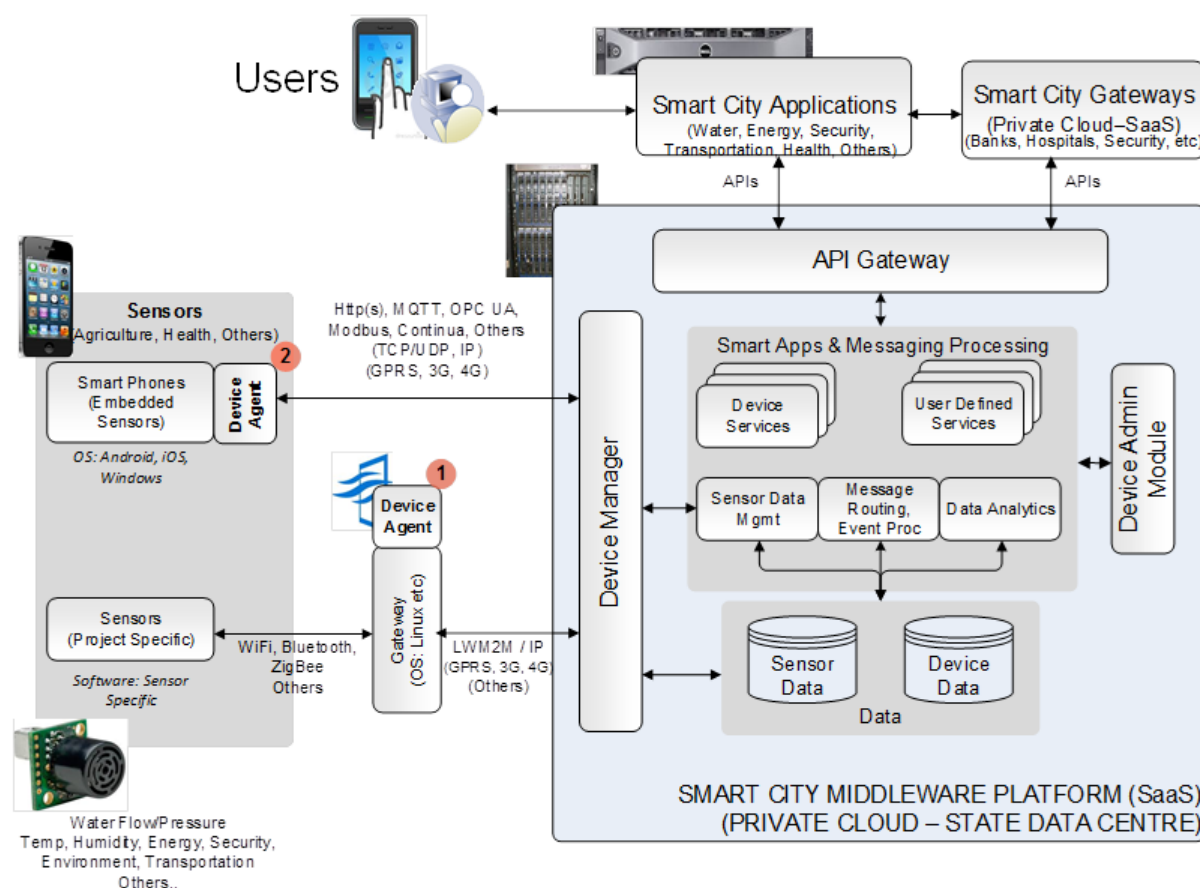 Users
Smart City Applications
(Water, Energy, Security,
Transportation, Health, Others)
Smart City Gateways
(Private Cloud–SaaS)
(Banks, Hospitals, Security, etc)
APIs
APIs
API Gateway
Sensors
(Agriculture, Health, Others)
2
Smart Phones
(Embedded
Sensors)
Device
Agent
OS: Android, iOS,
Windows
Http(s), MQTT, OPC UA,
Modbus, Continua, Others
(TCP/UDP, IP)
(GPRS, 3G, 4G)
1
Device
Agent
Gateway
(OS: Linux etc)
Sensors
(Project Specific)
Software: Sensor
Specific
WiFi, Bluetooth,
ZigBee
Others
LWM2M / IP
(GPRS, 3G, 4G)
(Others)
Device Manager
Smart Apps & Messaging Processing
Device
Services
User Defined
Services
Sensor Data
Mgmt
Message
Routing,
Event Proc
Data Analytics
Device Admin
Module
Sensor
Data
Device
Data
Data
SMART CITY MIDDLEWARE PLATFORM (SaaS)
(PRIVATE CLOUD – STATE DATA CENTRE)
Water Flow/Pressure
Temp, Humidity, Energy, Security,
Environment, Transportation
Others..